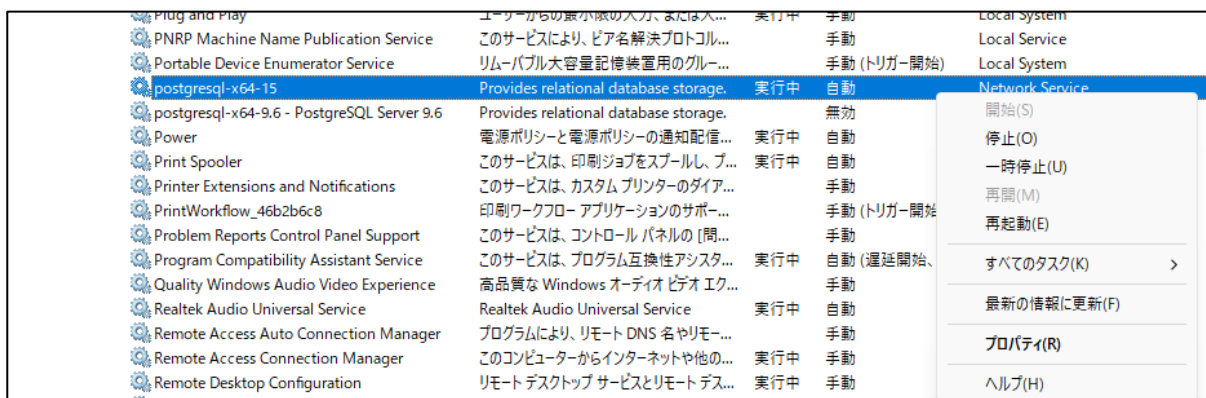 Plug and Play ユーザーからの最小限の入力、または入... 実行中 自動 Local System
PNRP Machine Name Publication Service このサービスにより、ピア名解決プロトコル... 手動 Local Service
Portable Device Enumerator Service リムーバブル大容量記憶装置用のグルー... 手動 (トリガー開始) Local System
postgresql-x64-15 Provides relational database storage. 実行中 自動 Network Service
開始(S)
postgresql-x64-9.6 - PostgreSQL Server 9.6 Provides relational database storage. 無効
Power 電源ポリシーと電源ポリシーの通知配信... 実行中 自動 停止(O)
Print Spooler このサービスは、印刷ジョブをスプールし、プ... 実行中 自動 一時停止(U)
Printer Extensions and Notifications このサービスは、カスタム プリンターのダイア... 手動 再開(M)
PrintWorkflow_46b2b6c8 印刷ワークフロー アプリケーションのサポー... 手動 (トリガー開始 再起動(E)
Problem Reports Control Panel Support このサービスは、コントロール パネルの [問... 手動
Program Compatibility Assistant Service このサービスは、プログラム互換性アシスタ... 実行中 自動 (遅延開始、 すべてのタスク(K)
Quality Windows Audio Video Experience 高品質な Windows オーディオ ビデオ エク... 手動
Realtek Audio Universal Service Realtek Audio Universal Service 実行中 自動 最新の情報に更新(F)
Remote Access Auto Connection Manager プログラムにより、リモート DNS 名やリモー... 手動 プロパティ(R)
Remote Access Connection Manager このコンピューターからインターネットや他の... 実行中 手動
Remote Desktop Configuration リモート デスクトップ サービスとリモート デス... 実行中 手動 ヘルプ(H)